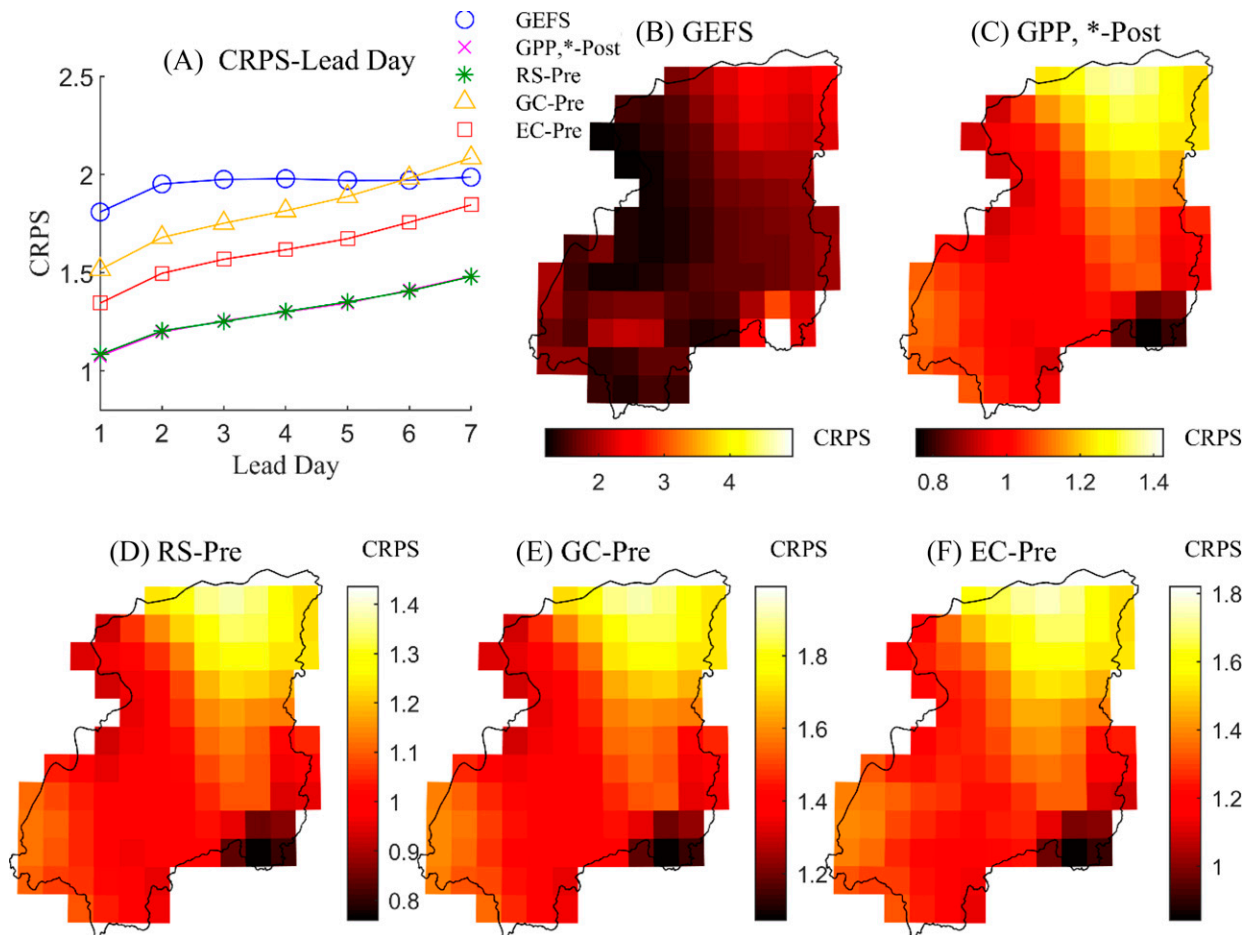 GEFS
GPP,*-Post
RS-Pre
GC-Pre
EC-Pre
(A) CRPS-Lead Day
2.5
2
1.5
1
CRPS
1 2 3 4 5 6 7
Lead Day
(B) GEFS
2 3 4
CRPS
(C) GPP, *-Post
0.8 1 1.2 1.4
CRPS
(D) RS-Pre
CRPS
1.4
1.3
1.2
1.1
1
0.9
0.8
(E) GC-Pre
CRPS
1.8
1.6
1.4
1.2
(F) EC-Pre
CRPS
1.8
1.6
1.4
1.2
1